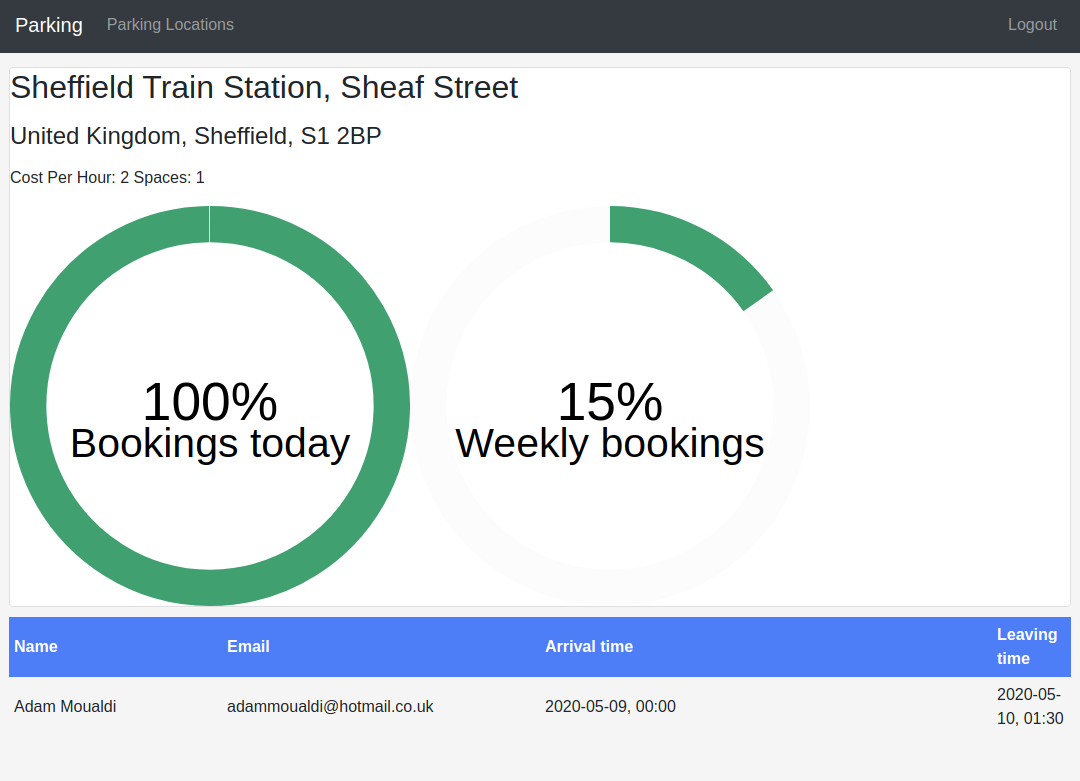 Parking Parking Locations Logout
Sheffield Train Station, Sheaf Street
United Kingdom, Sheffield, S1 2BP
Cost Per Hour: 2 Spaces: 1
100%
Bookings today
15%
Weekly bookings
Name Email Arrival time Leaving time
Adam Moualdi adammoualdi@hotmail.co.uk 2020-05-09, 00:00 2020-05-10, 01:30